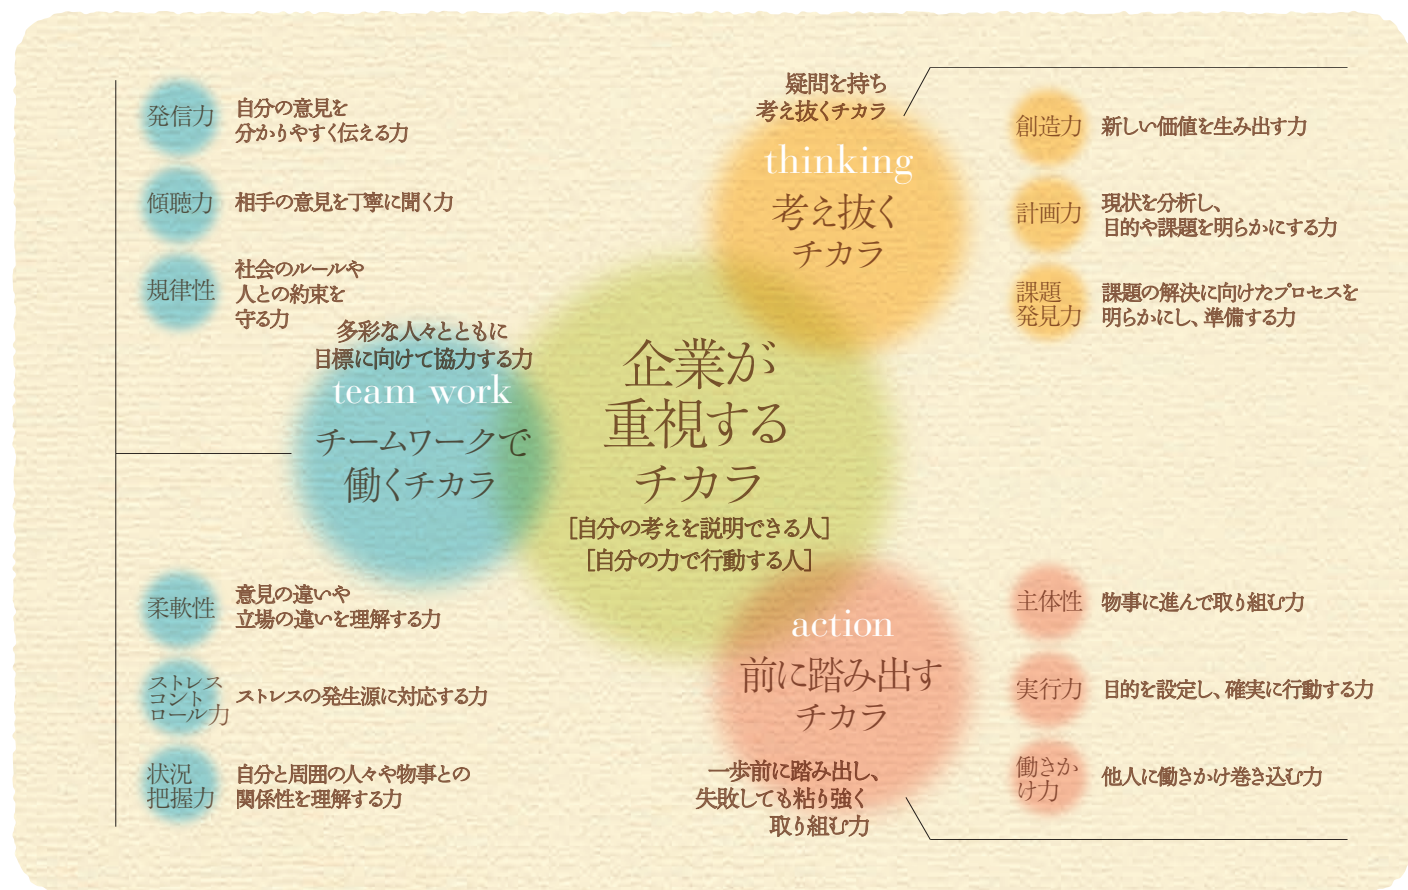 発信力
自分の意見を
分かりやすく伝える力
傾聴力
相手の意見を丁寧に聞く力
規律性
社会のルールや
人との約束を
守る力
多彩な人々とともに
目標に向けて協力する力
team work
チームワークで
働くチカラ
柔軟性
意見の違いや
立場の違いを理解する力
ストレス
コント
ロール力
ストレスの発生源に対応する力
状況
把握力
自分と周囲の人々や物事との
関係性を理解する力
企業が
重視する
チカラ
[自分の考えを説明できる人]
[自分の力で行動する人]
疑問を持ち
考え抜くチカラ
thinking
考え抜く
チカラ
創造力
新しい価値を生み出す力
計画力
現状を分析し、
目的や課題を明らかにする力
課題
発見力
課題の解決に向けたプロセスを
明らかにし、準備する力
action
前に踏み出す
チカラ
一歩前に踏み出し、
失敗しても粘り強く
取り組む力
主体性
物事に進んで取り組む力
実行力
目的を設定し、確実に行動する力
働きか
け力
他人に働きかけ巻き込む力